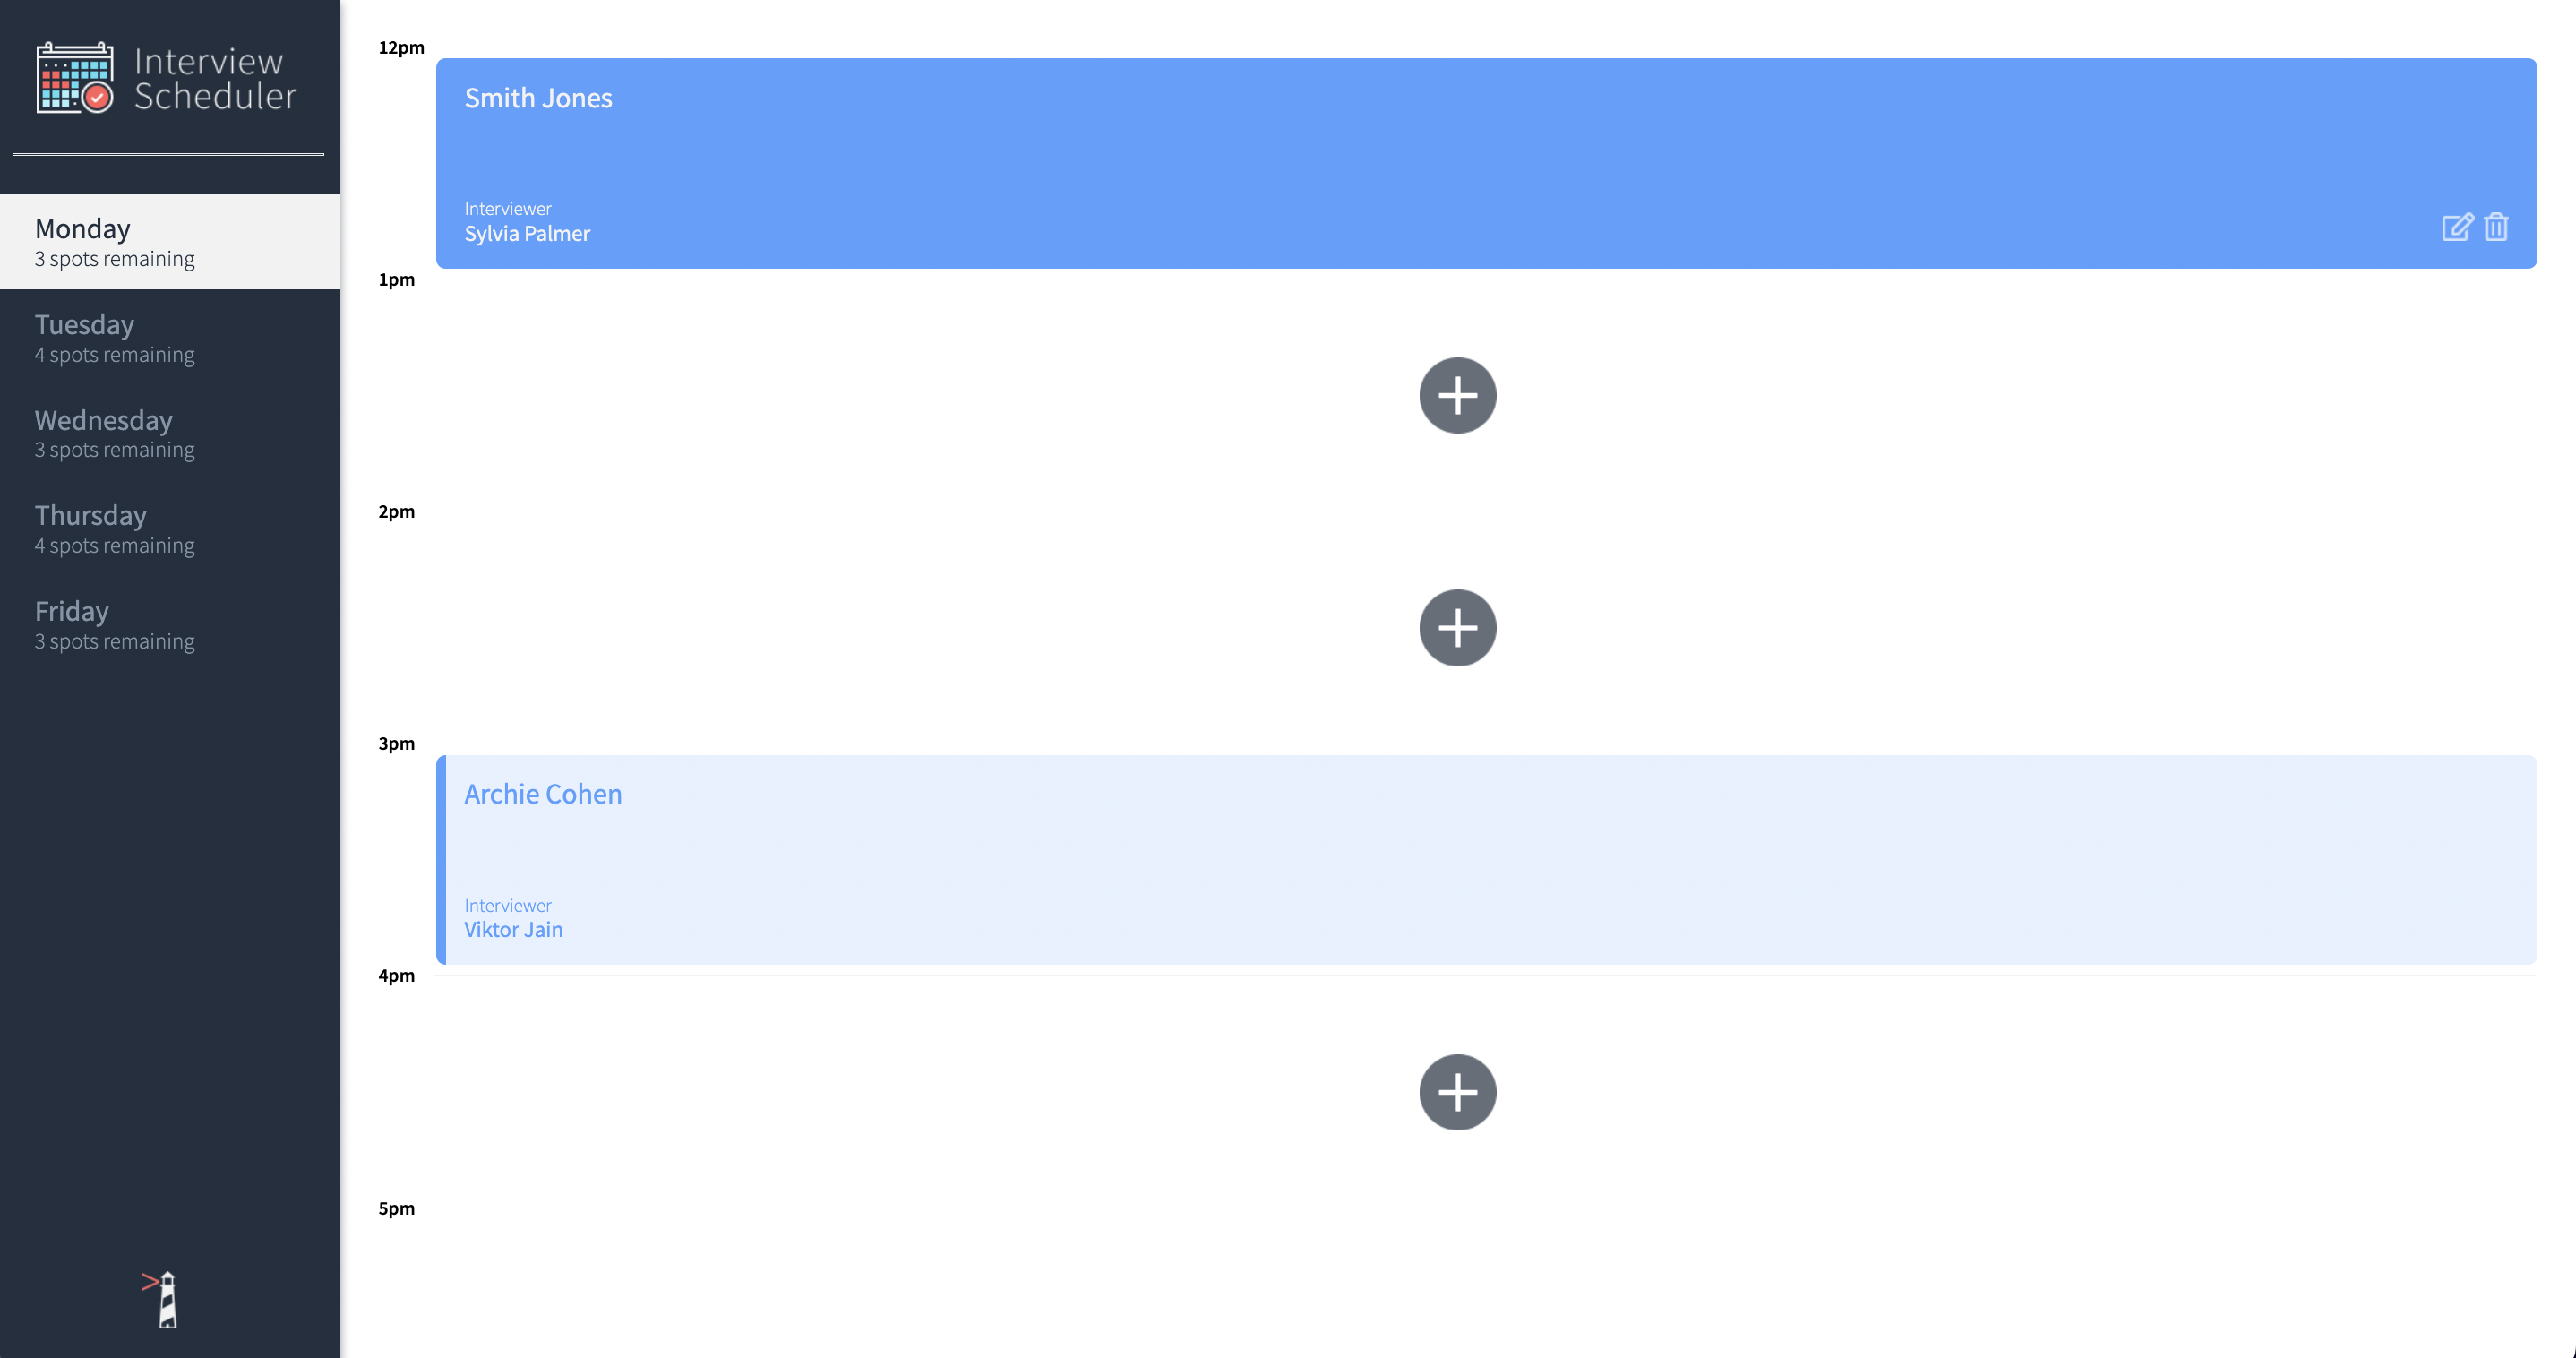 Interview
Scheduler
Monday
3 spots remaining
Tuesday
4 spots remaining
Wednesday
3 spots remaining
Thursday
4 spots remaining
Friday
3 spots remaining
12pm
Smith Jones
Interviewer
Sylvia Palmer
1pm
2pm
3pm
Archie Cohen
Interviewer
Viktor Jain
4pm
5pm